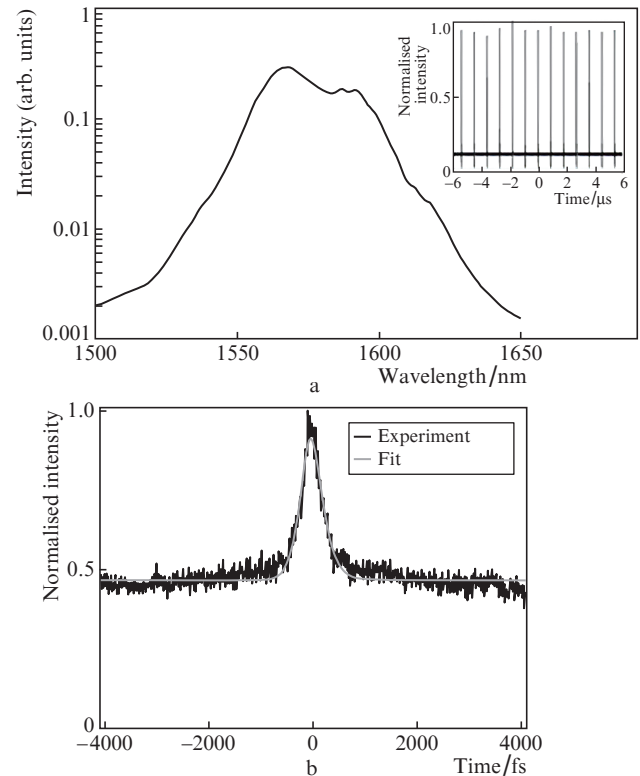 1
0.1
0.01
0.001
Intensity (arb. units)
1500
1550
1600
1650
Wavelength/nm
Normalised
intensity
1.0
0.5
0
−6
−4
−2
0
2
4
6
Time/μs
a
1.0
0.5
0
Normalised intensity
Experiment
Fit
−4000
−2000
0
2000
4000
Time/fs
b